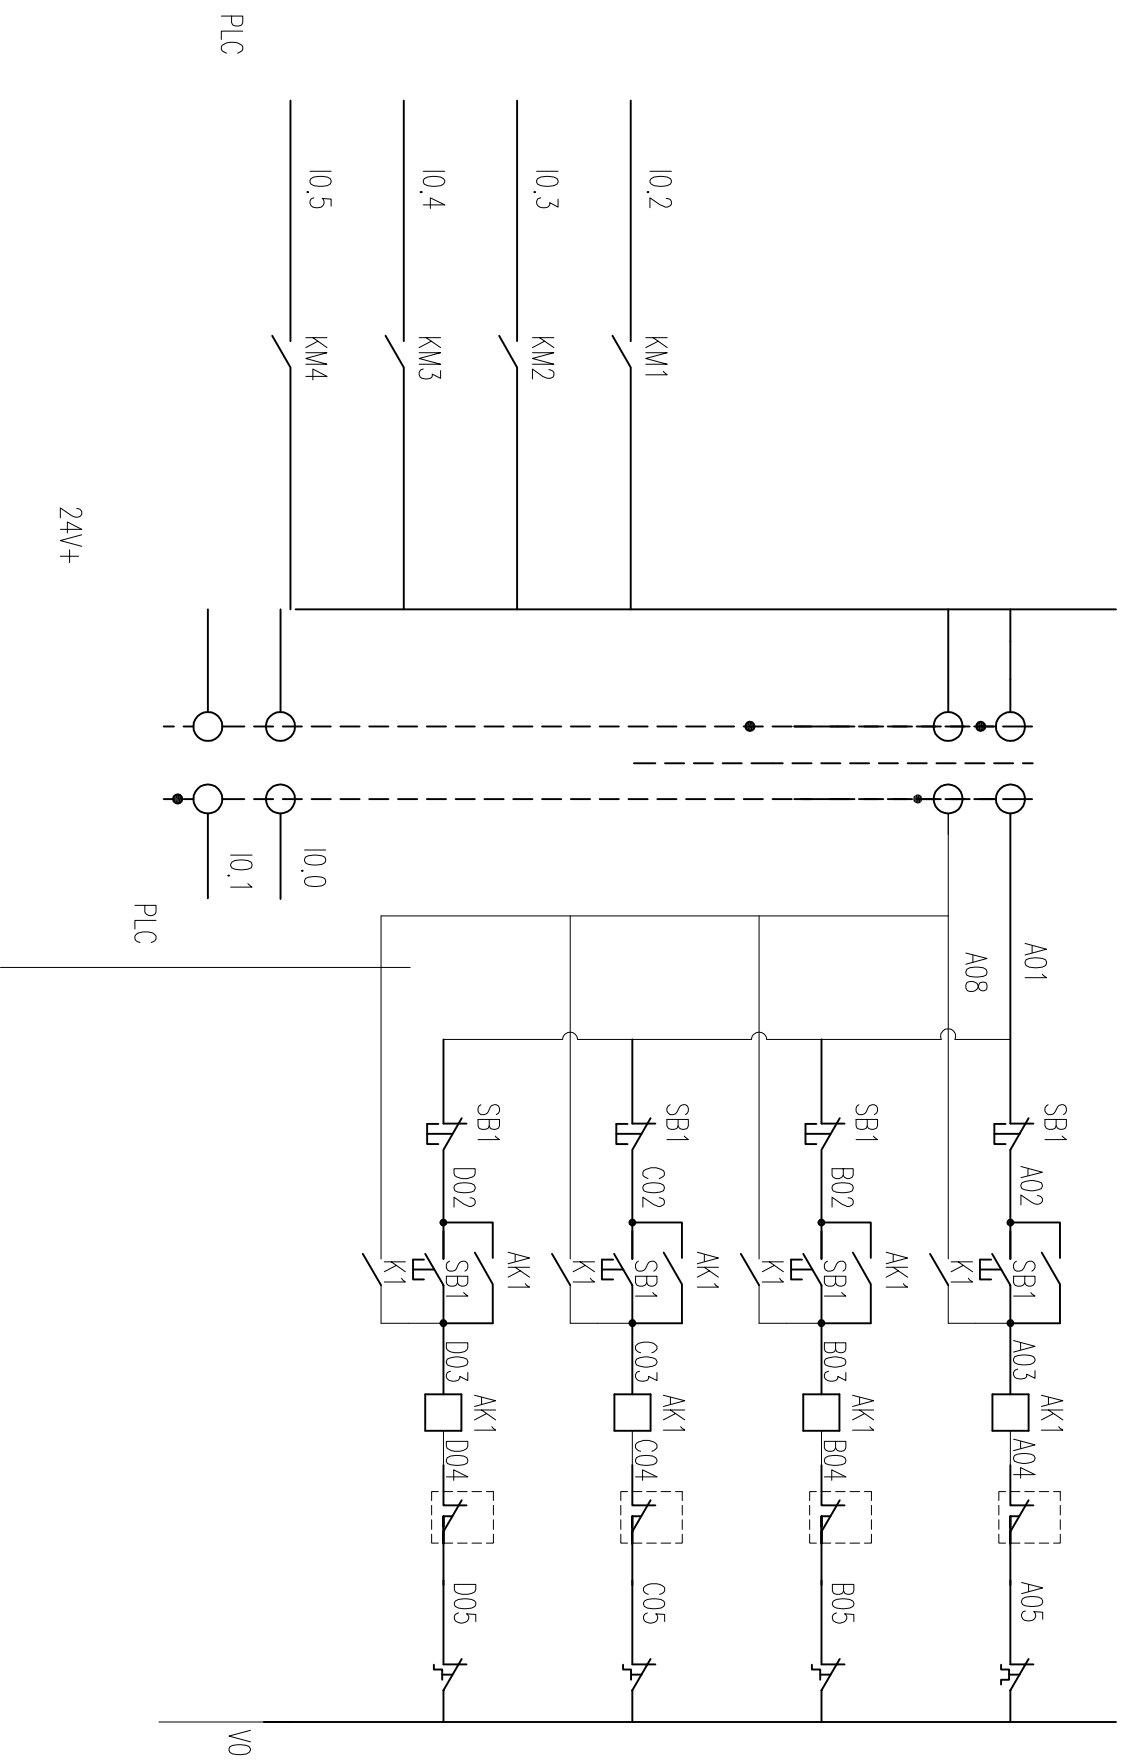 PLC
I0.5
I0.4
I0.3
I0.2
KM4
KM3
KM2
KM1
24V+
I0.1
I0.0
PLC
A08
A01
SB1
SB1
SB1
SB1
D02
C02
B02
A02
K1
SB1
AK1
K1
SB1
AK1
K1
SB1
AK1
K1
SB1
D03
C03
B03
A03
AK1
AK1
AK1
AK1
D04
C04
B04
A04
D05
C05
B05
A05
V0